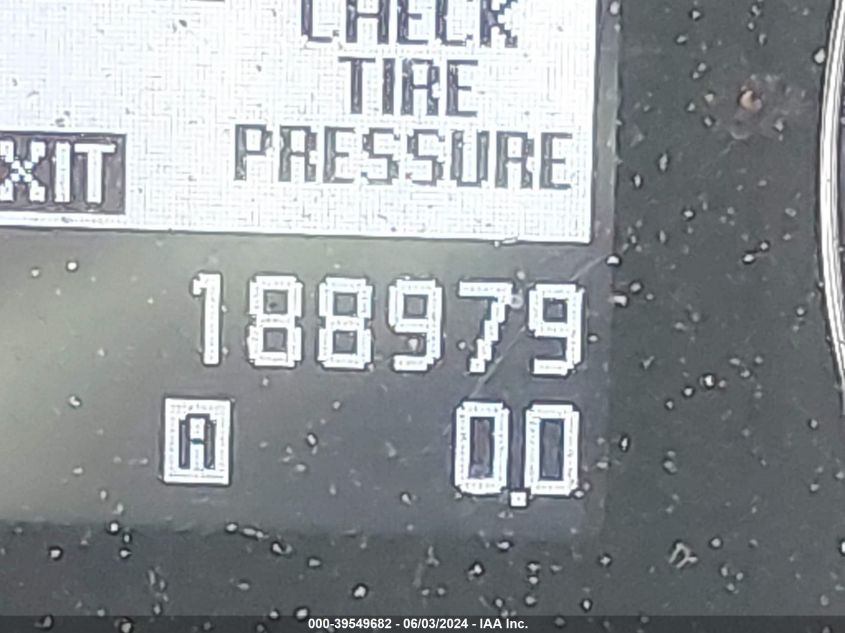 CHECK
TIRE
PRESSURE
XIT
188979
A 0.0
000-39549682 - 06/03/2024 - IAA Inc.